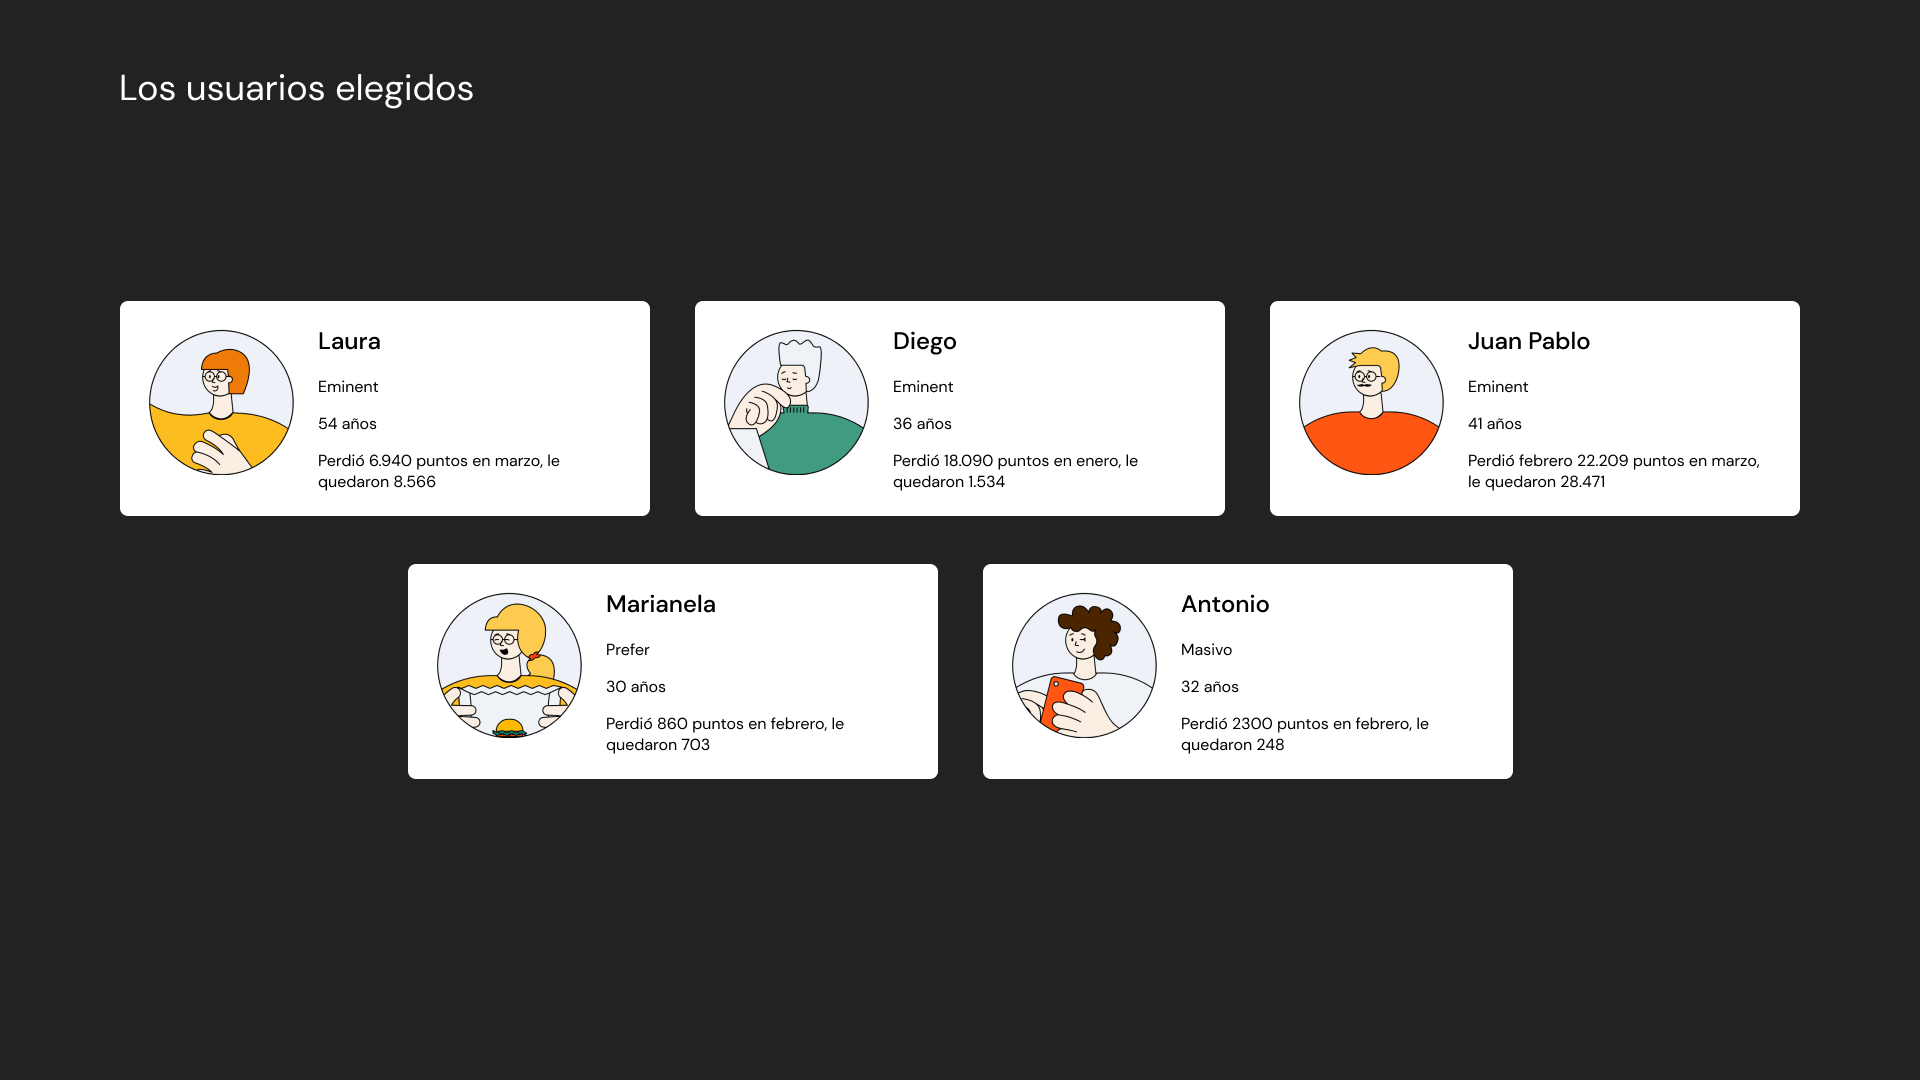 Los usuarios elegidos
Laura
Eminent
54 años
Perdió 6.940 puntos en marzo, le
quedaron 8.566
Diego
Eminent
36 años
Perdió 18.090 puntos en enero, le
quedaron 1.534
Juan Pablo
Eminent
41 años
Perdió febrero 22.209 puntos en marzo,
le quedaron 28.471
Marianela
Prefer
30 años
Perdió 860 puntos en febrero, le
quedaron 703
Antonio
Masivo
32 años
Perdió 2300 puntos en febrero, le
quedaron 248